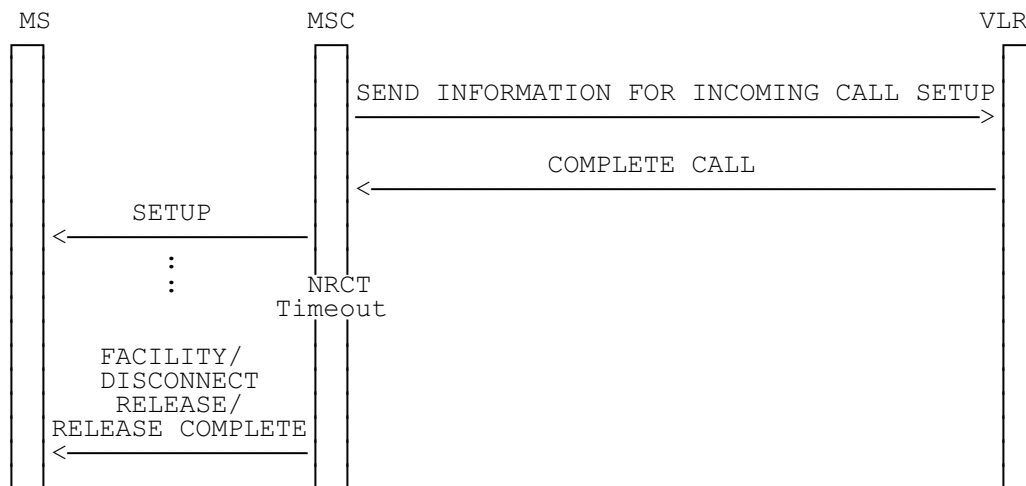 MS MSC VLR
SEND INFORMATION FOR INCOMING CALL SETUP
COMPLETE CALL
SETUP
:
:
NRCT
Timeout
FACILITY/
DISCONNECT
RELEASE/
RELEASE COMPLETE